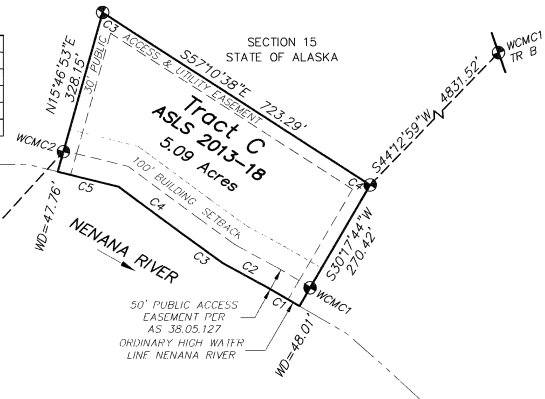 SECTION 15
STATE OF ALASKA
WCMC1
TR B
S44°12'59"W 4831.52'
C3
N15°46'53"E
328.15'
30' PUBLIC
ACCESS & UTILITY EASEMENT
S57°10'38"E 723.29'
Tract C
ASLS 2013-18
5.09 Acres
WCMC2
C4
100' BUILDING SETBACK
C5
C4
S30°17'44"W
270.42'
WD=47.76'
NENANA RIVER
C3
C2
C1
WCMC1
50' PUBLIC ACCESS
EASEMENT PER
AS 38.05.127
ORDINARY HIGH WATER
LINE NENANA RIVER
WD=48.01'